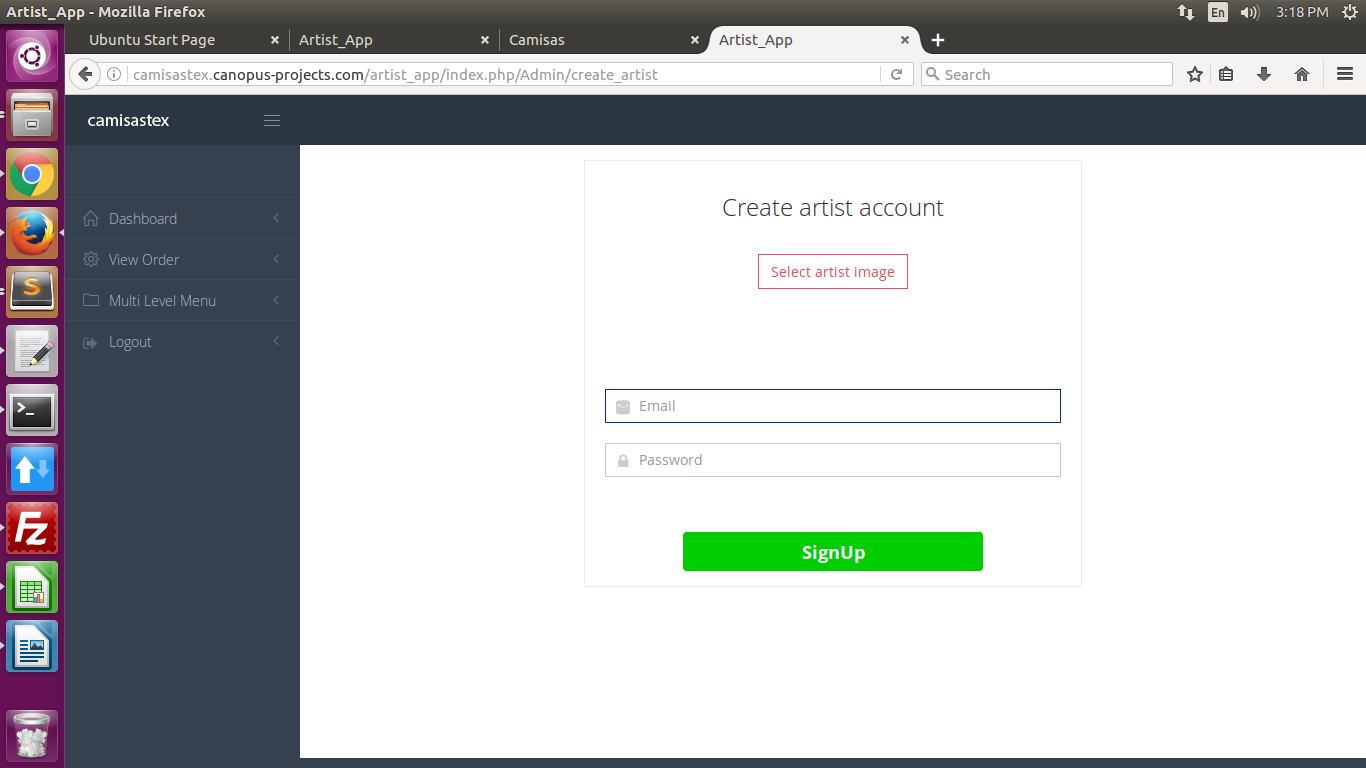 Artist_App - Mozilla Firefox
En
3:18 PM
Ubuntu Start Page
Artist_App
Camisas
Artist_App
camisastex.canopus-projects.com/artist_app/index.php/Admin/create_artist
Search
camisastex
Dashboard
View Order
Multi Level Menu
Logout
Create artist account
Select artist image
Email
Password
SignUp
S
>_
Fz